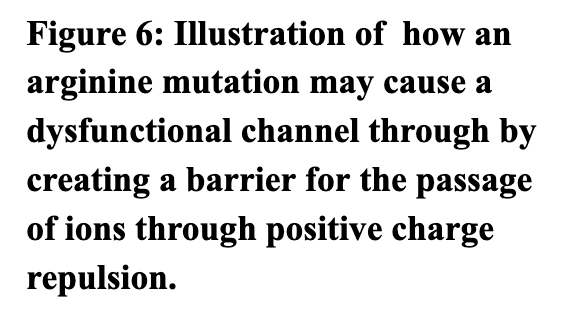 Figure 6: Illustration of  how an
arginine mutation may cause a
dysfunctional channel through by
creating a barrier for the passage
of ions through positive charge
repulsion.